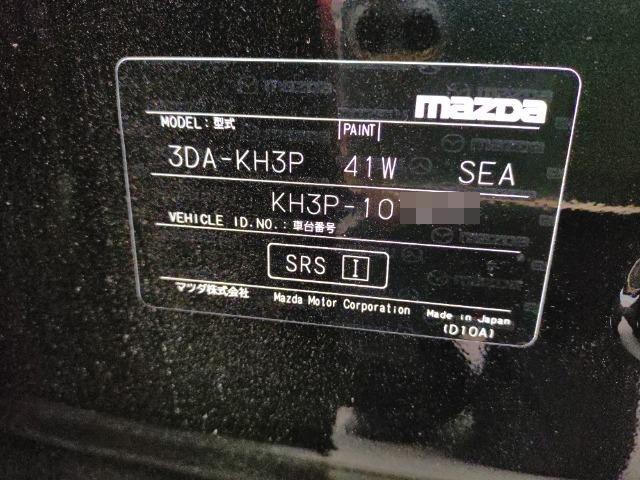 mazda
MODEL:型式 PAINT
3DA-KH3P 41W SEA
KH3P-10
VEHICLE ID.NO.:車台番号
SRS I
マツダ株式会社 Mazda Motor Corporation Made in Japan
(D10A)